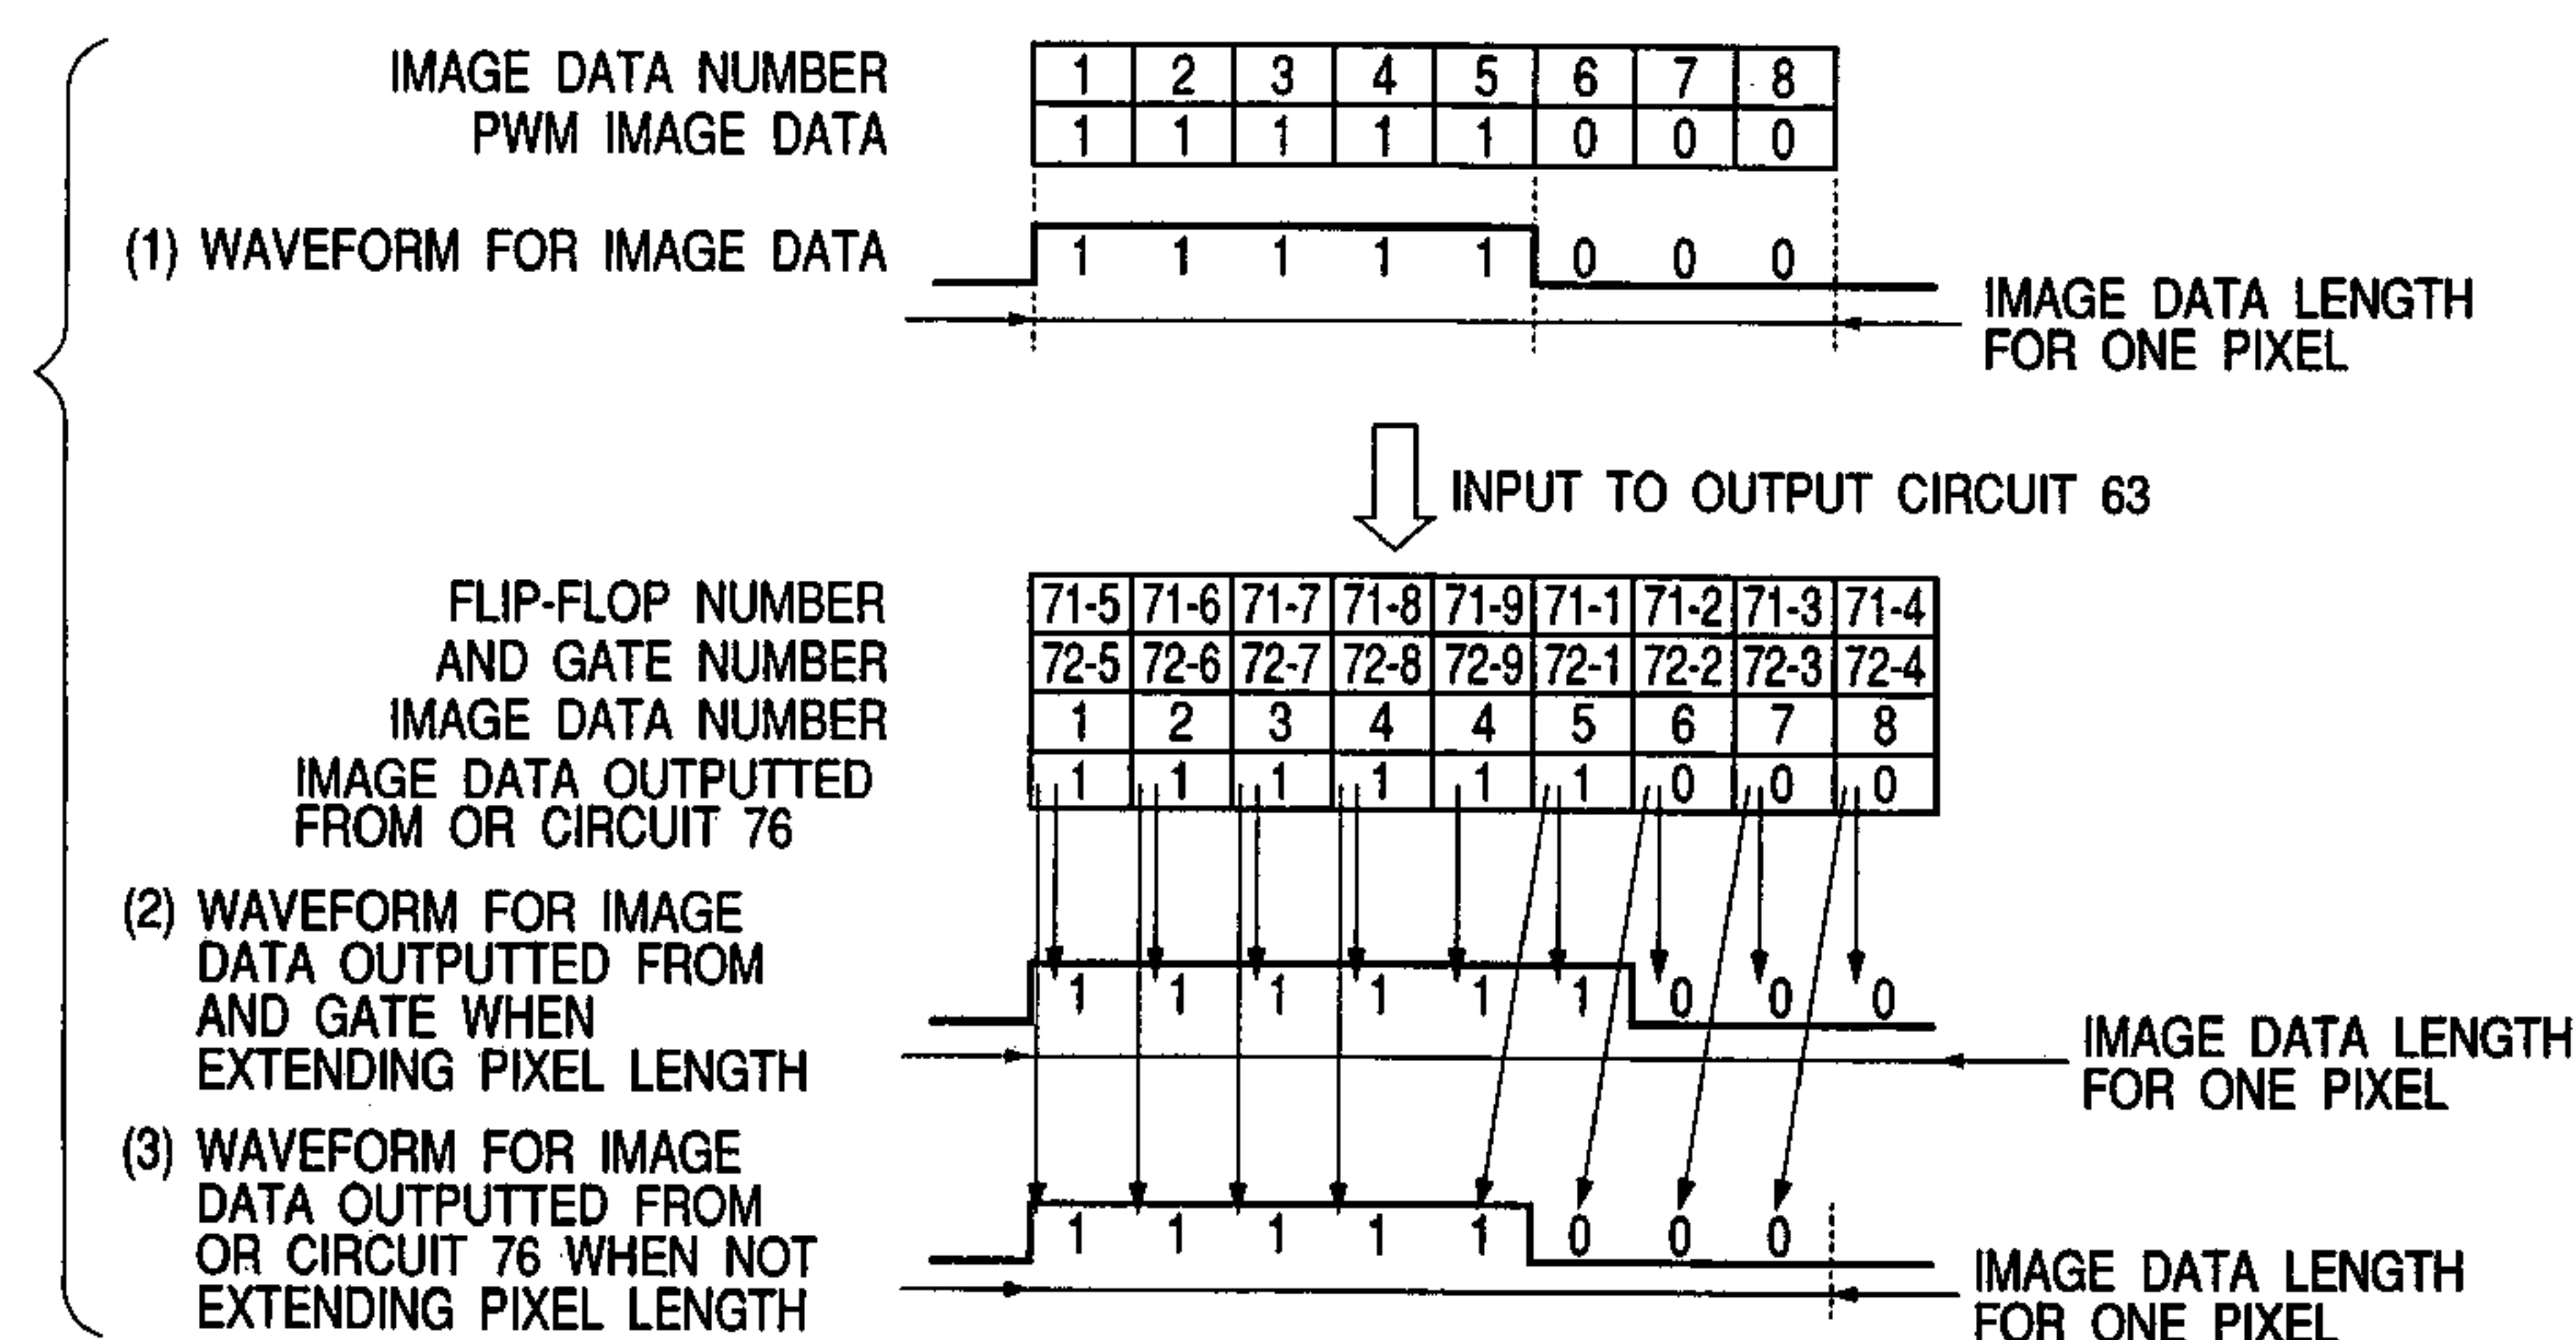 IMAGE DATA NUMBER 1 2 3 4 5 6 7 8
PWM IMAGE DATA 1 1 1 1 1 0 0 0
(1) WAVEFORM FOR IMAGE DATA 1 1 1 1 1 0 0 0
IMAGE DATA LENGTH
FOR ONE PIXEL
INPUT TO OUTPUT CIRCUIT 63
FLIP-FLOP NUMBER 71-5 71-6 71-7 71-8 71-9 71-1 71-2 71-3 71-4
AND GATE NUMBER 72-5 72-6 72-7 72-8 72-9 72-1 72-2 72-3 72-4
IMAGE DATA NUMBER 1 2 3 4 4 5 6 7 8
IMAGE DATA OUTPUTTED 1 1 1 1 1 1 0 0 0
FROM OR CIRCUIT 76
(2) WAVEFORM FOR IMAGE
DATA OUTPUTTED FROM
AND GATE WHEN
EXTENDING PIXEL LENGTH
1 1 1 1 1 1 0 0 0
IMAGE DATA LENGTH
FOR ONE PIXEL
(3) WAVEFORM FOR IMAGE
DATA OUTPUTTED FROM
OR CIRCUIT 76 WHEN NOT
EXTENDING PIXEL LENGTH
1 1 1 1 1 0 0 0
IMAGE DATA LENGTH
FOR ONE PIXEL